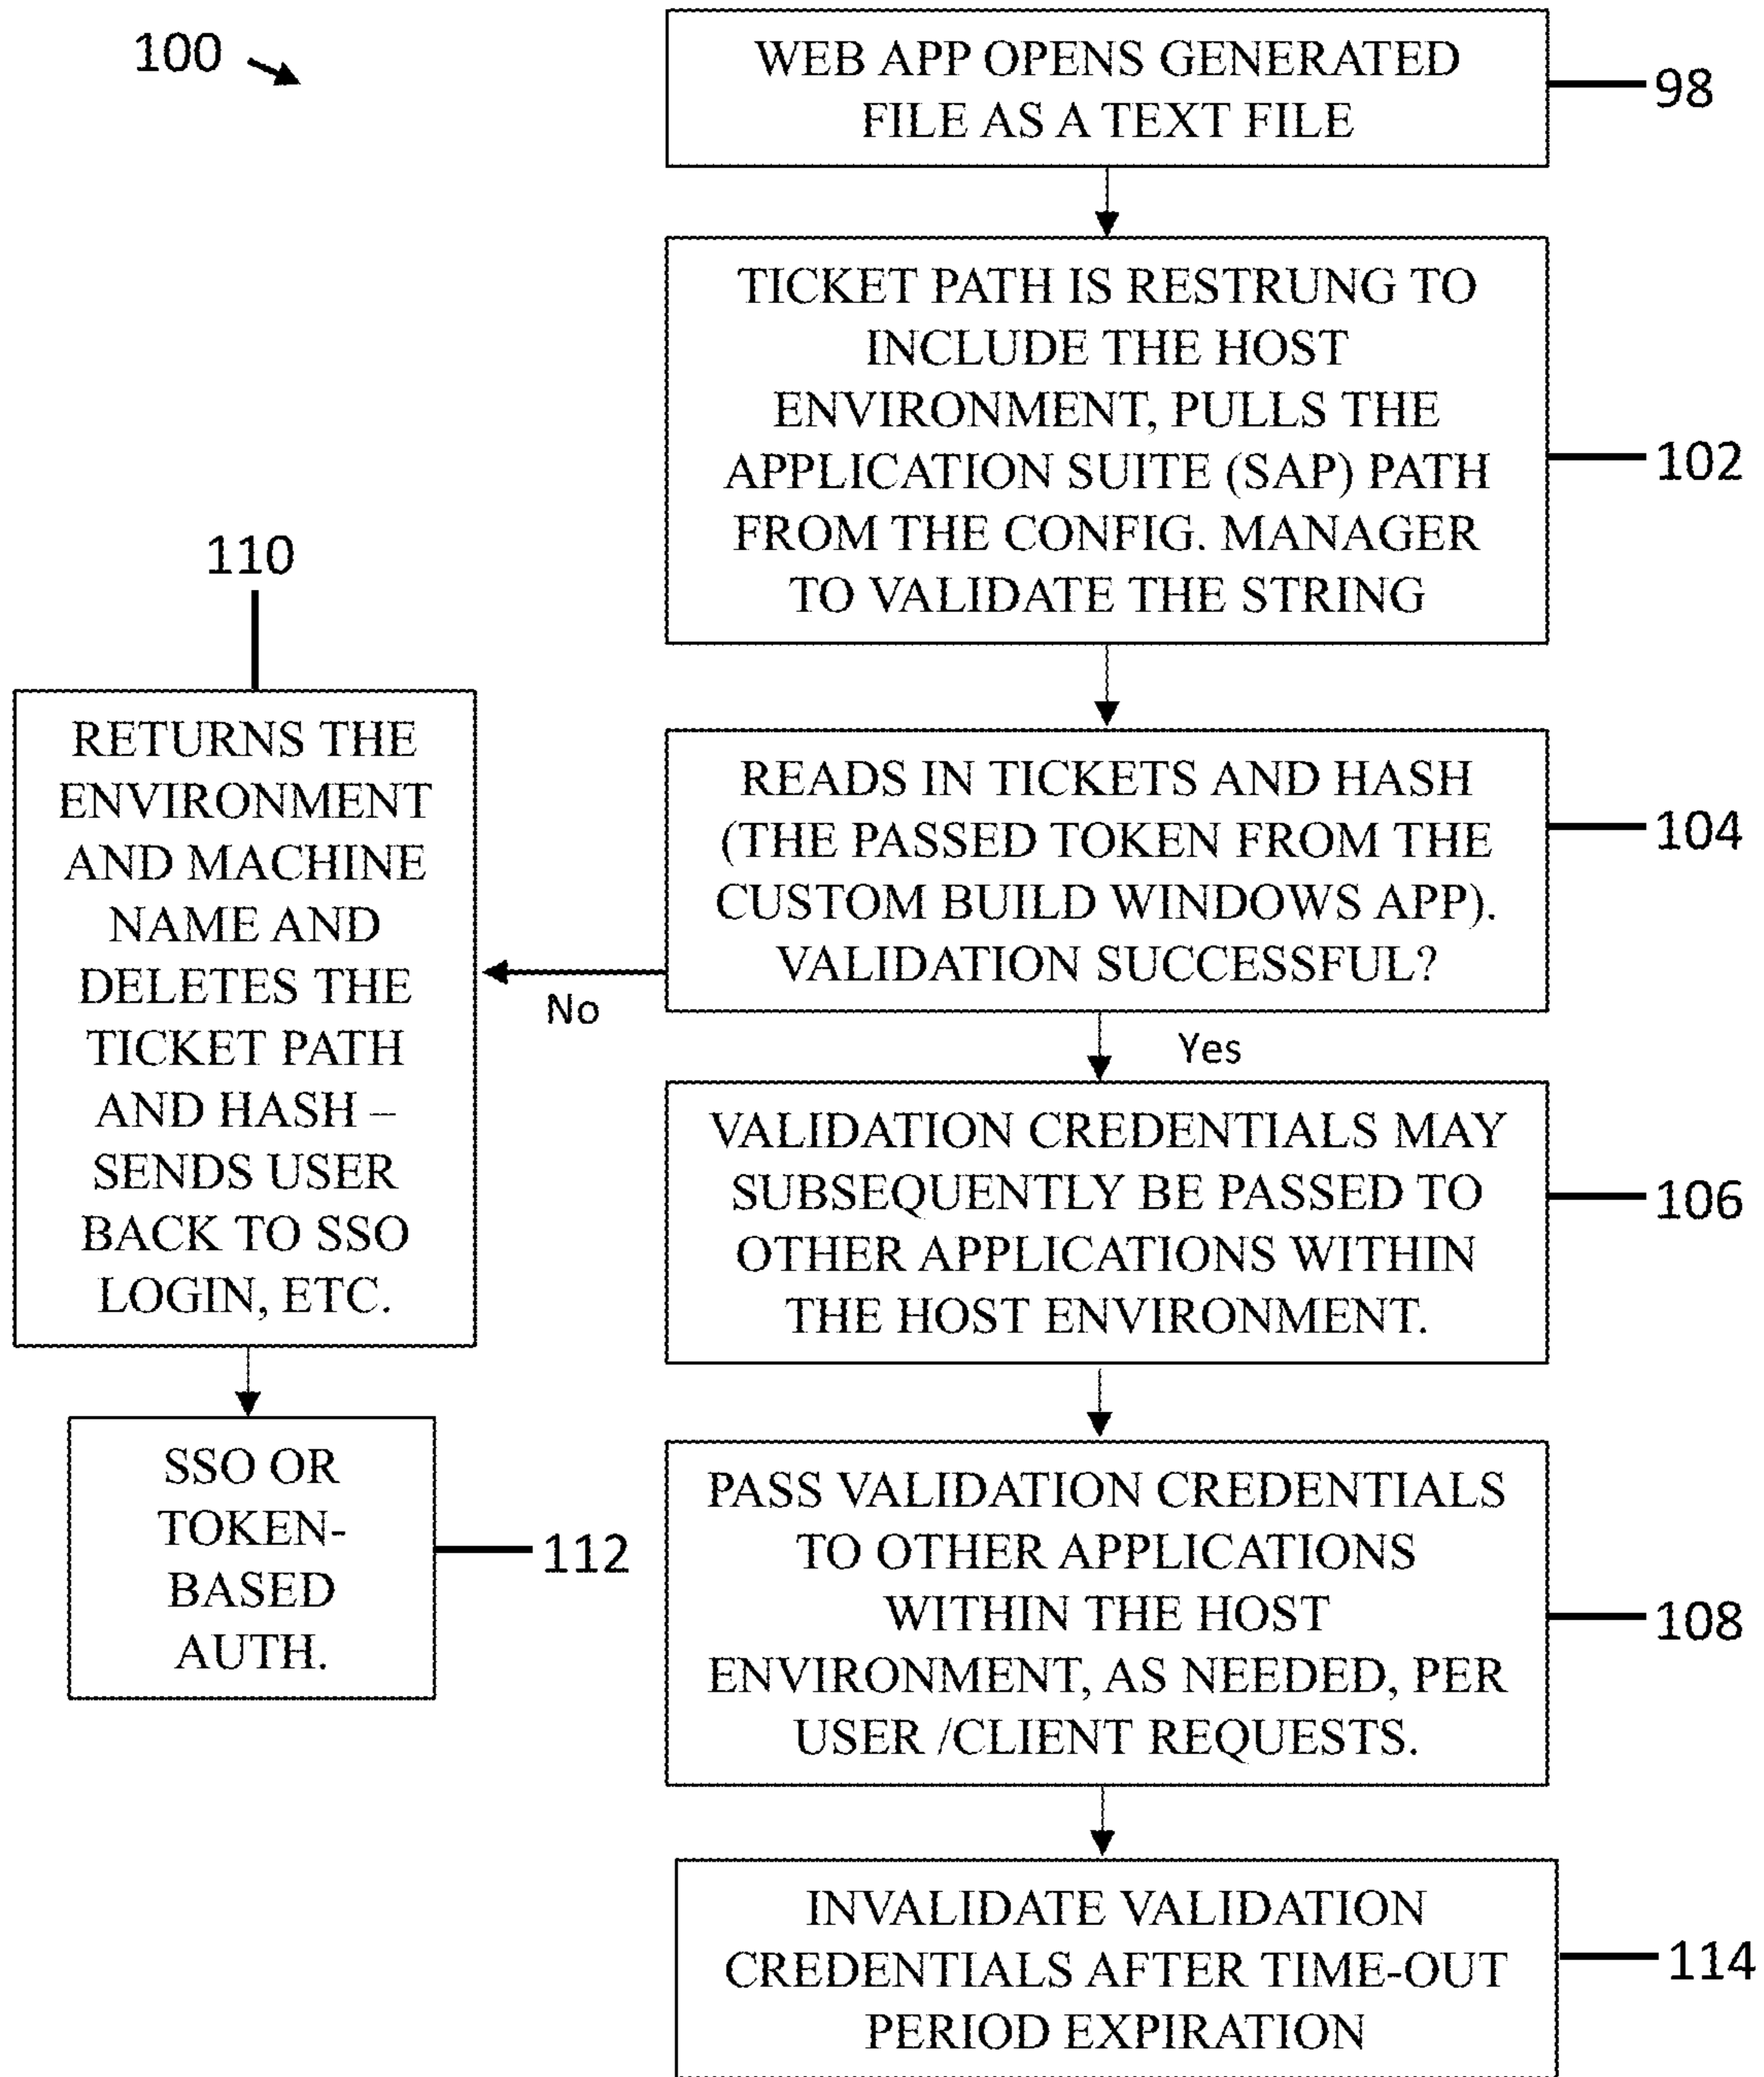 100
WEB APP OPENS GENERATED
FILE AS A TEXT FILE
98
TICKET PATH IS RESTRUNG TO
INCLUDE THE HOST
ENVIRONMENT, PULLS THE
APPLICATION SUITE (SAP) PATH
FROM THE CONFIG. MANAGER
TO VALIDATE THE STRING
102
READS IN TICKETS AND HASH
(THE PASSED TOKEN FROM THE
CUSTOM BUILD WINDOWS APP).
VALIDATION SUCCESSFUL?
104
No
Yes
110
RETURNS THE
ENVIRONMENT
AND MACHINE
NAME AND
DELETES THE
TICKET PATH
AND HASH –
SENDS USER
BACK TO SSO
LOGIN, ETC.
SSO OR
TOKEN-
BASED
AUTH.
112
VALIDATION CREDENTIALS MAY
SUBSEQUENTLY BE PASSED TO
OTHER APPLICATIONS WITHIN
THE HOST ENVIRONMENT.
106
PASS VALIDATION CREDENTIALS
TO OTHER APPLICATIONS
WITHIN THE HOST
ENVIRONMENT, AS NEEDED, PER
USER /CLIENT REQUESTS.
108
INVALIDATE VALIDATION
CREDENTIALS AFTER TIME-OUT
PERIOD EXPIRATION
114